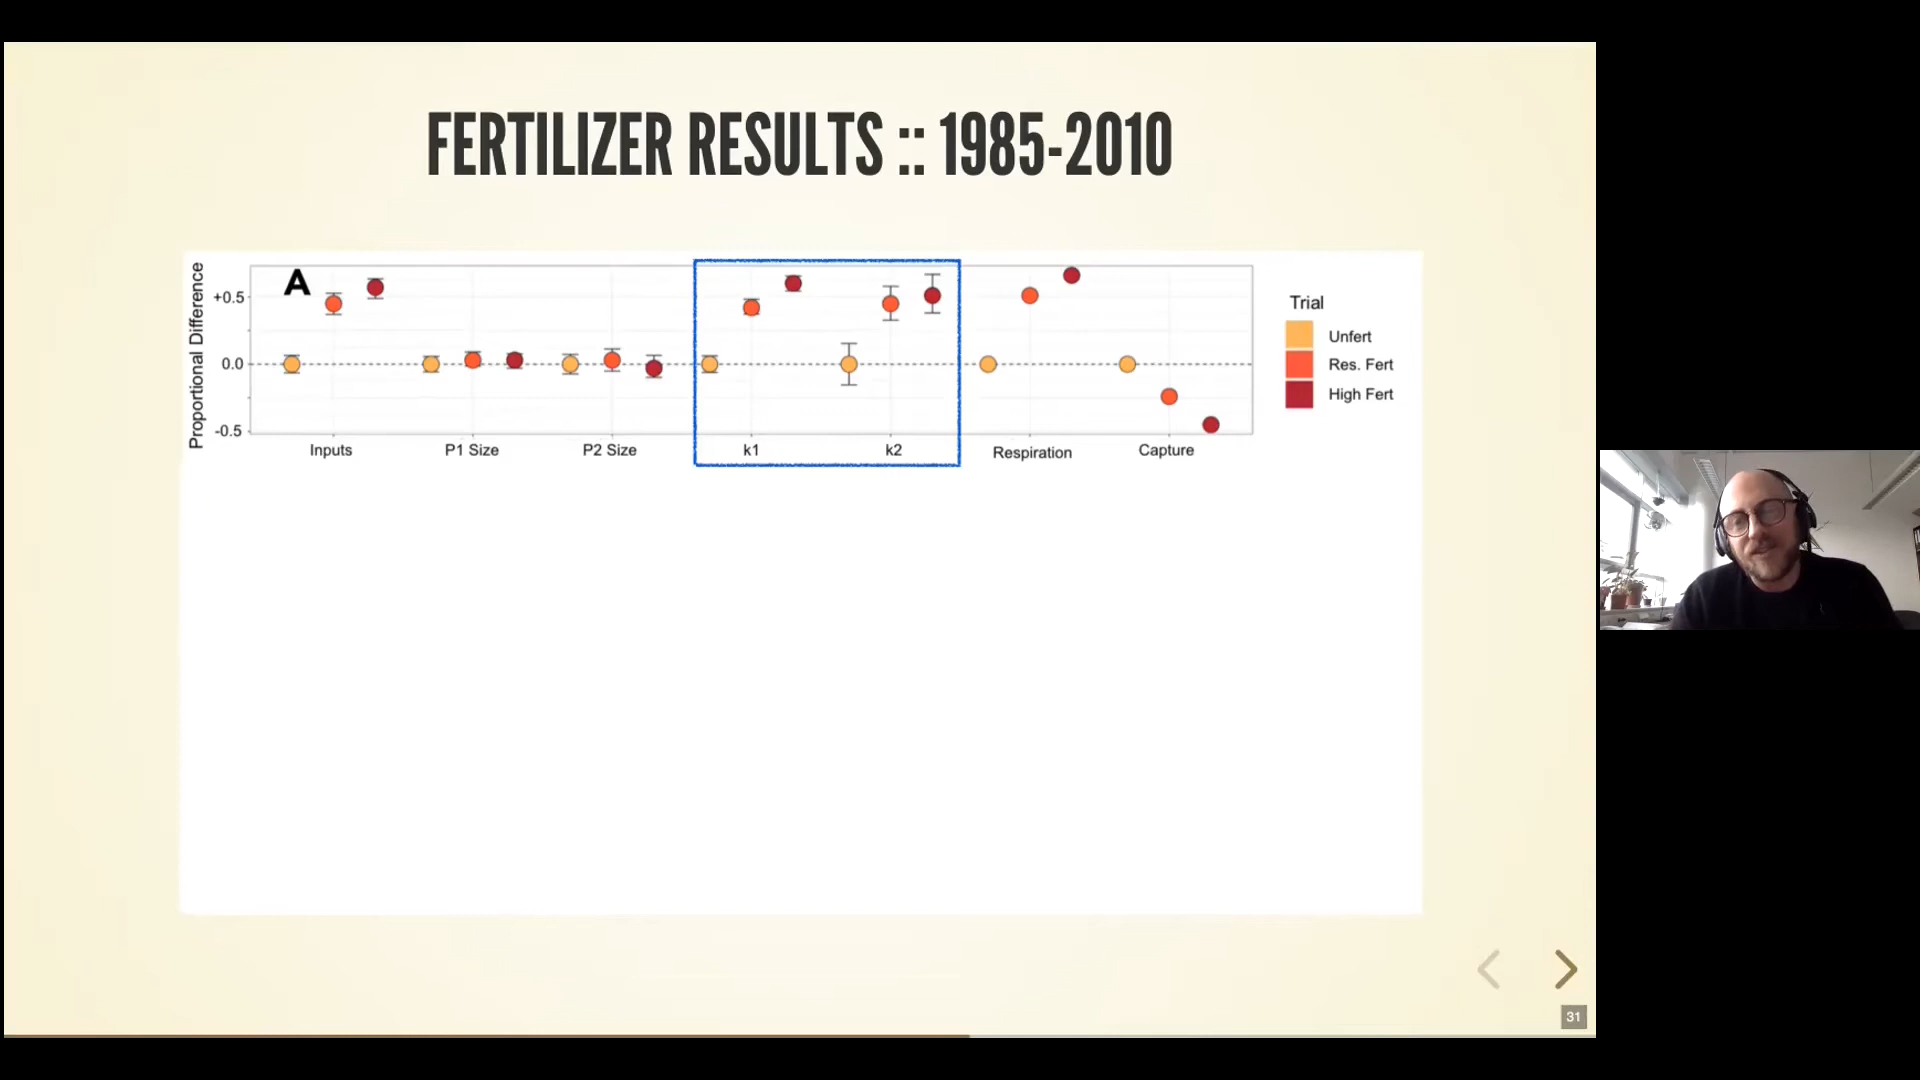 FERTILIZER RESULTS :: 1985-2010
A
Proportional Difference
+0.5
0.0
-0.5
Inputs
P1 Size
P2 Size
k1
k2
Respiration
Capture
Trial
Unfert
Res. Fert
High Fert
31